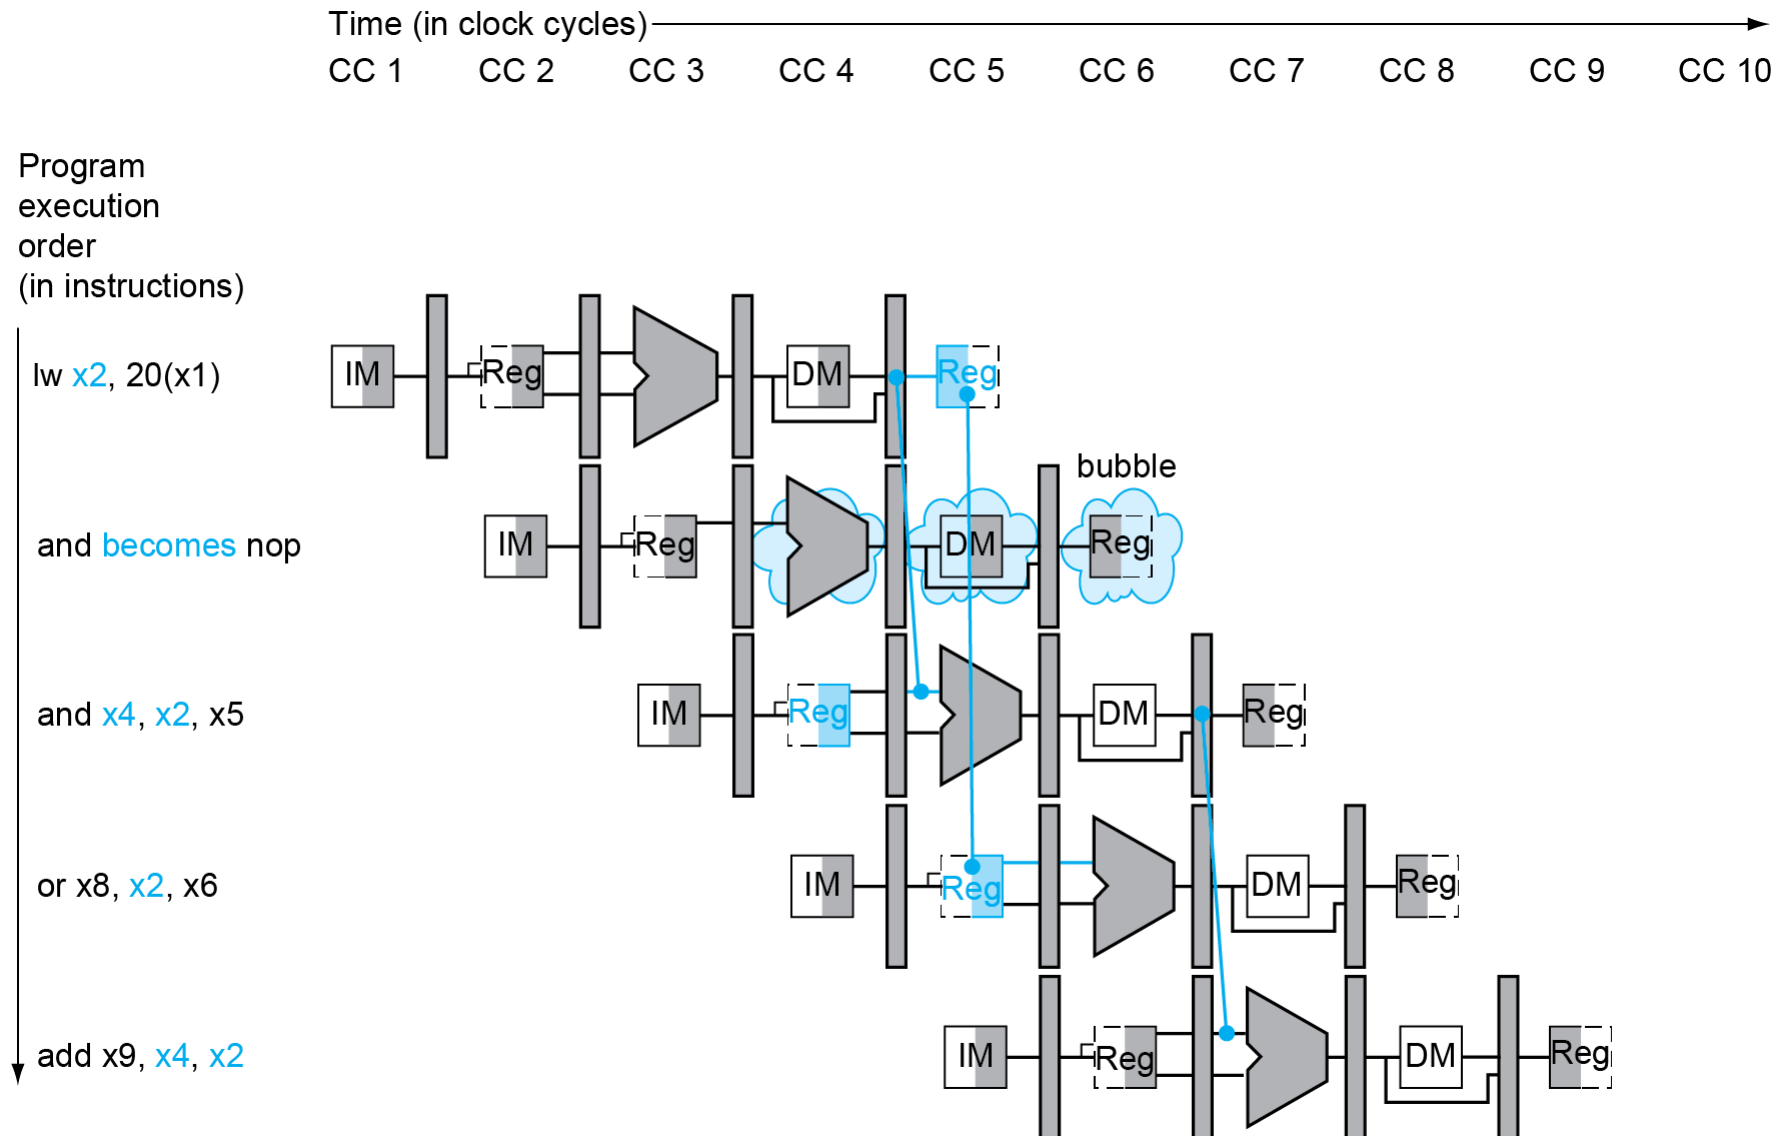 Time (in clock cycles)
CC 1 CC 2 CC 3 CC 4 CC 5 CC 6 CC 7 CC 8 CC 9 CC 10
Program
execution
order
(in instructions)
lw x2, 20(x1)
IM Reg DM Reg
bubble
and becomes nop
IM Reg DM Reg
and x4, x2, x5
IM Reg DM Reg
or x8, x2, x6
IM Reg DM Reg
add x9, x4, x2
IM Reg DM Reg